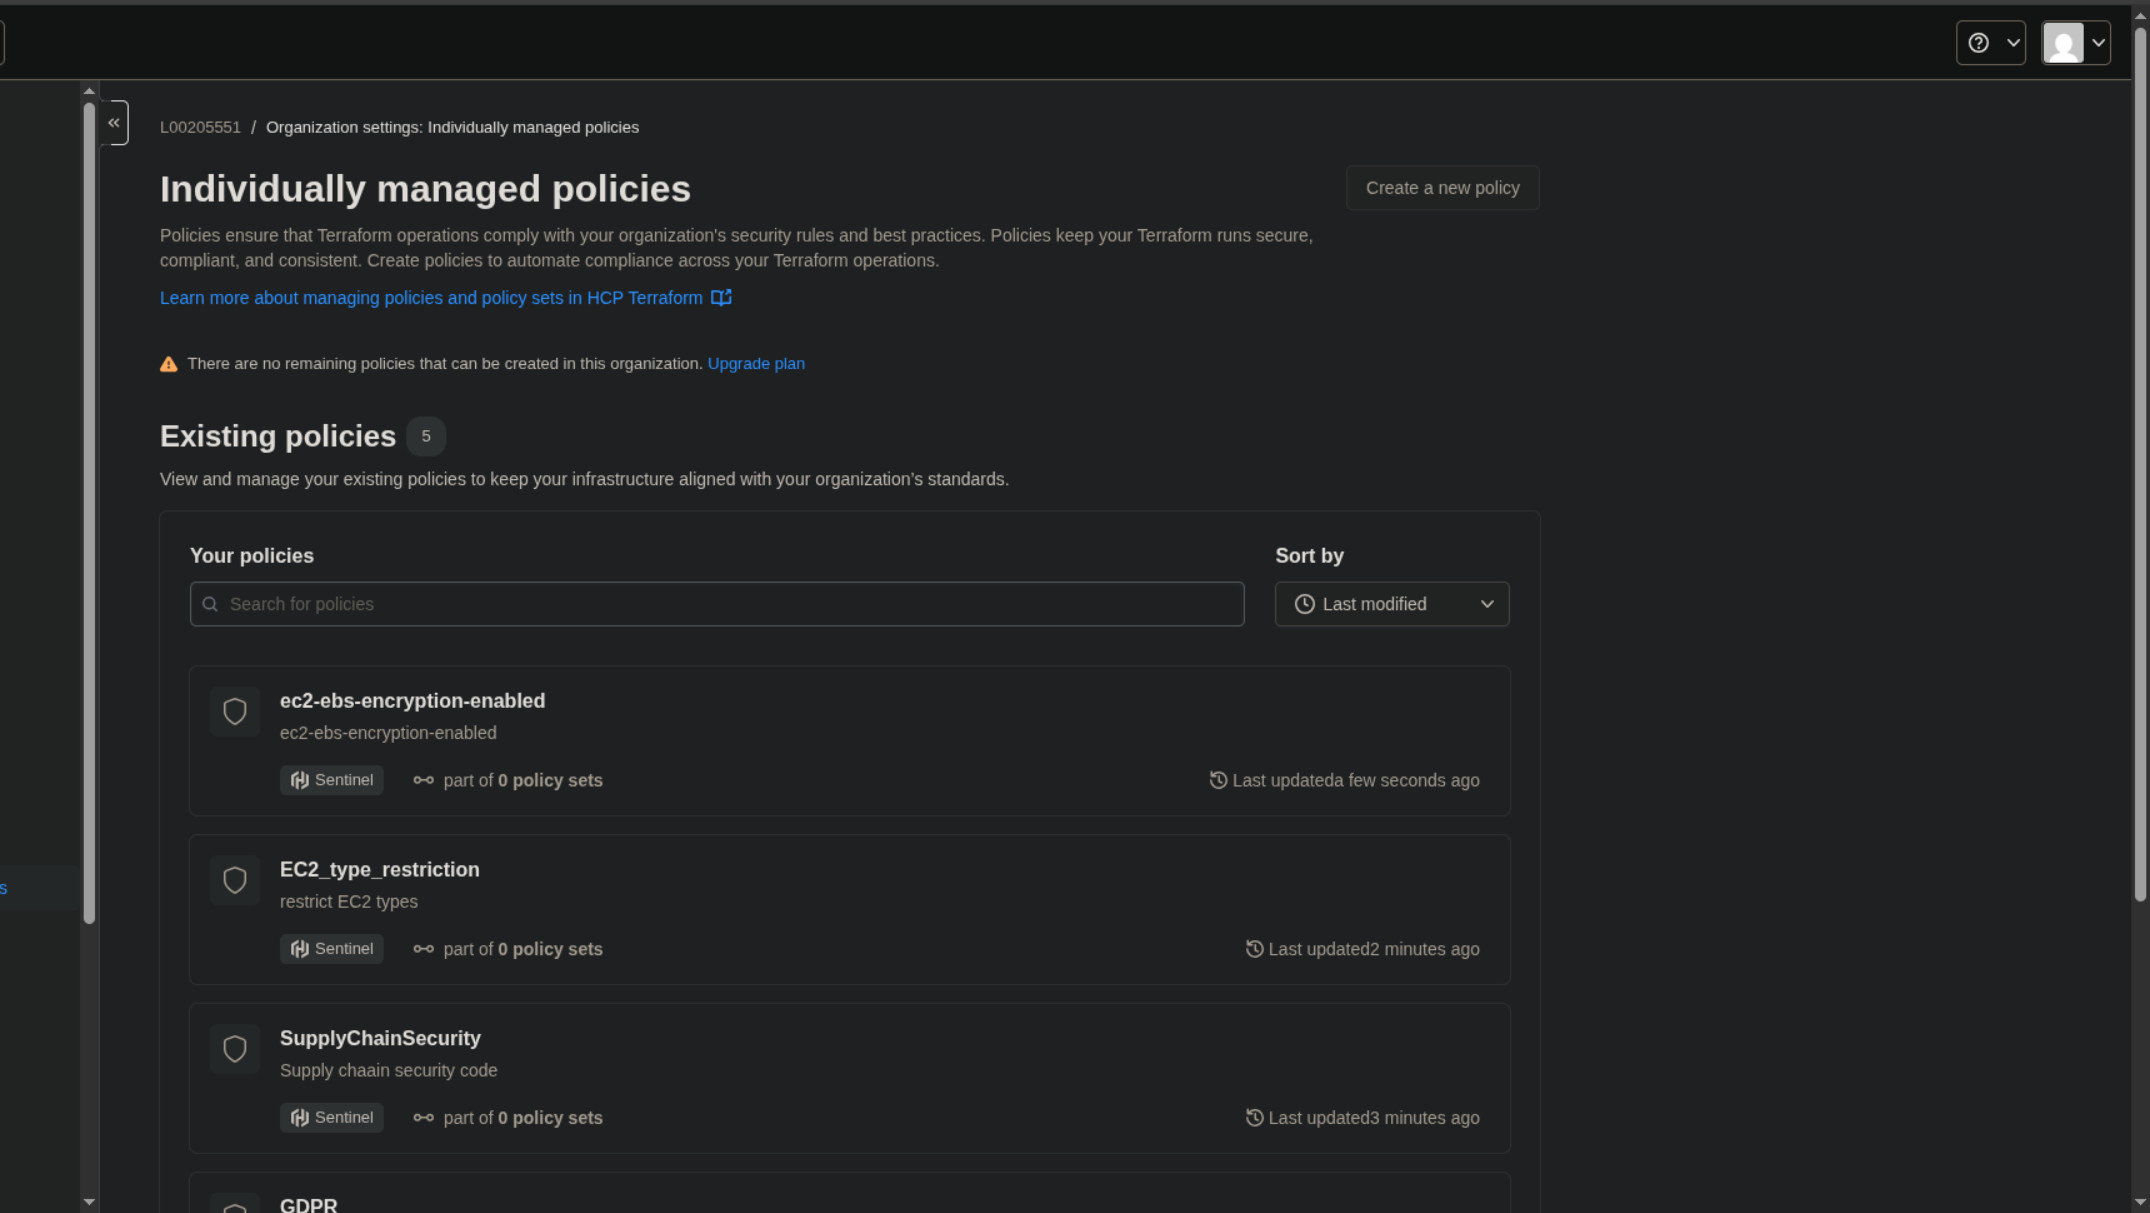 L00205551 / Organization settings: Individually managed policies
Individually managed policies
Create a new policy
Policies ensure that Terraform operations comply with your organization's security rules and best practices. Policies keep your Terraform runs secure,
compliant, and consistent. Create policies to automate compliance across your Terraform operations.
Learn more about managing policies and policy sets in HCP Terraform
There are no remaining policies that can be created in this organization. Upgrade plan
Existing policies 5
View and manage your existing policies to keep your infrastructure aligned with your organization’s standards.
Your policies
Sort by
Search for policies
Last modified
ec2-ebs-encryption-enabled
ec2-ebs-encryption-enabled
Sentinel part of 0 policy sets Last updateda few seconds ago
EC2_type_restriction
restrict EC2 types
s
Sentinel part of 0 policy sets Last updated2 minutes ago
SupplyChainSecurity
Supply chaain security code
Sentinel part of 0 policy sets Last updated3 minutes ago
GDPR